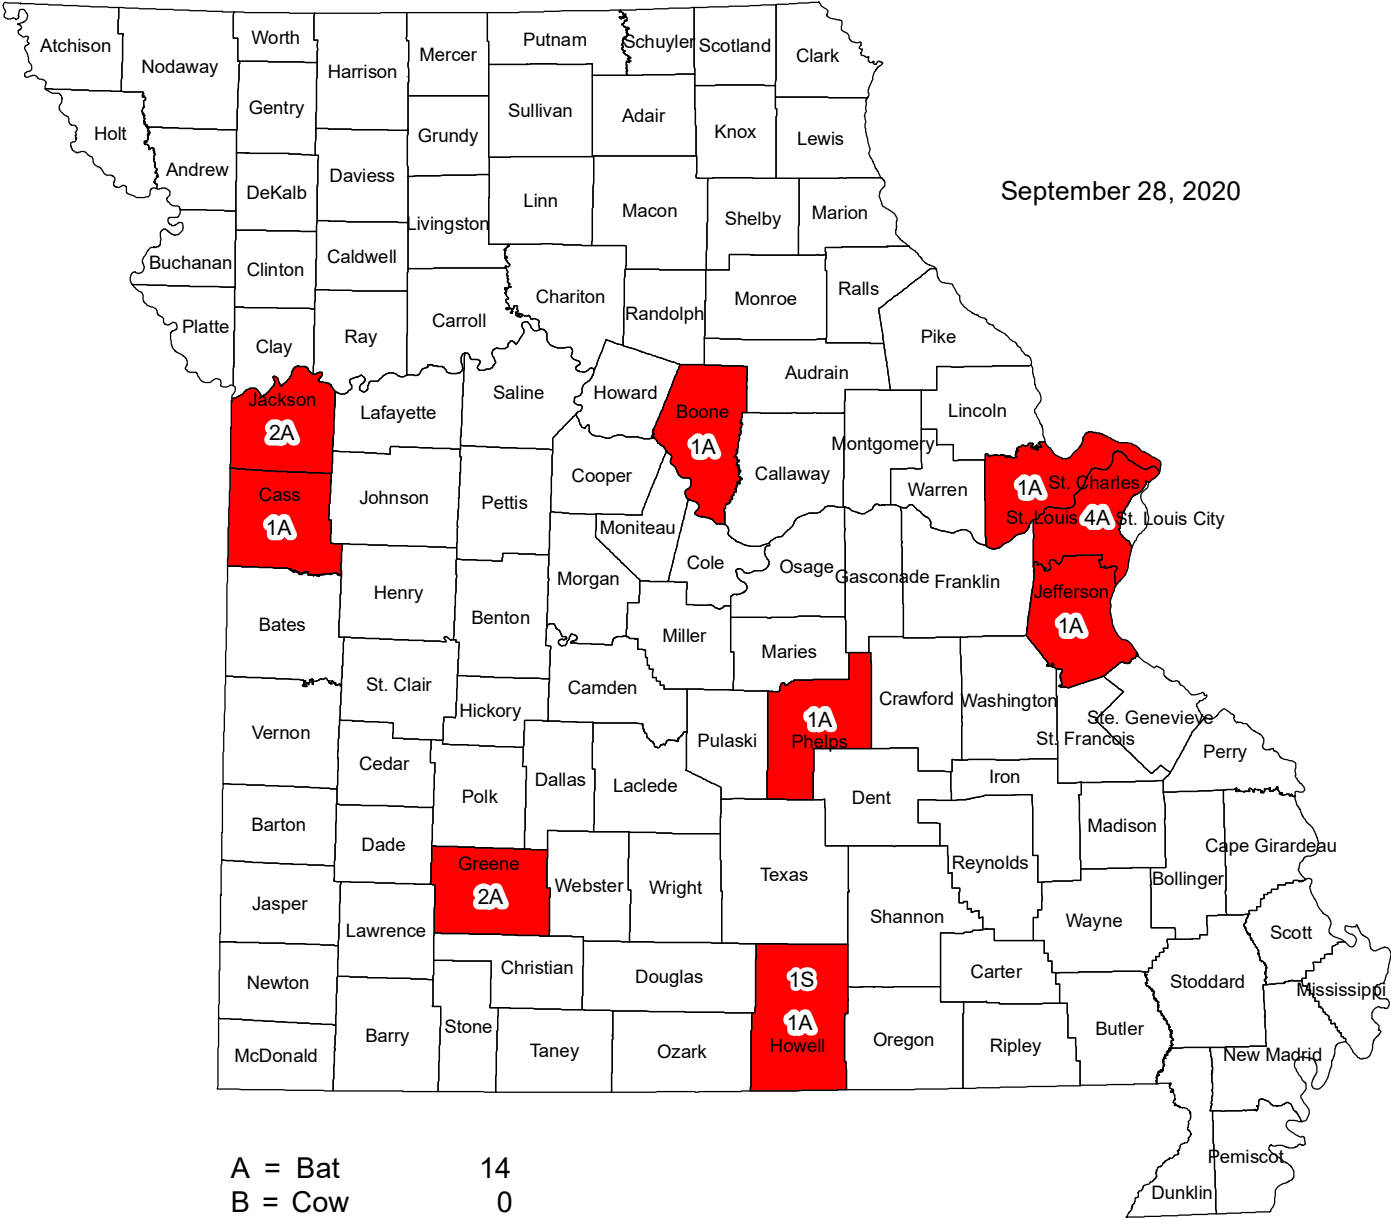 Atchison
Nodaway
Worth
Harrison
Mercer
Putnam
Schuyler
Scotland
Clark
Gentry
Sullivan
Adair
Knox
Lewis
Holt
Grundy
Andrew
DeKalb
Daviess
Linn
Macon
Shelby
Marion
September 28, 2020
Livingston
Buchanan
Clinton
Caldwell
Chariton
Randolph
Monroe
Ralls
Platte
Clay
Ray
Carroll
Pike
Jackson
2A
Lafayette
Saline
Howard
Boone
1A
Audrain
Lincoln
Montgomery
Callaway
Warren
1A
St. Charles
St. Louis
4A
St. Louis City
Cass
1A
Johnson
Pettis
Cooper
Moniteau
Cole
Osage
Gasconade
Franklin
Jefferson
1A
Henry
Morgan
Benton
Bates
Miller
Maries
St. Clair
Camden
Hickory
Pulaski
1A
Phelps
Crawford
Washington
Ste. Genevieve
St. Francois
Perry
Vernon
Cedar
Polk
Dallas
Laclede
Dent
Iron
Barton
Dade
Madison
Cape Girardeau
Greene
2A
Webster
Wright
Texas
Reynolds
Bollinger
Jasper
Lawrence
Shannon
Wayne
Scott
Newton
Christian
Douglas
1S
1A
Howell
Carter
Stoddard
Mississippi
McDonald
Barry
Stone
Taney
Ozark
Oregon
Ripley
Butler
New Madrid
Pemiscot
Dunklin
A = Bat 14
B = Cow 0